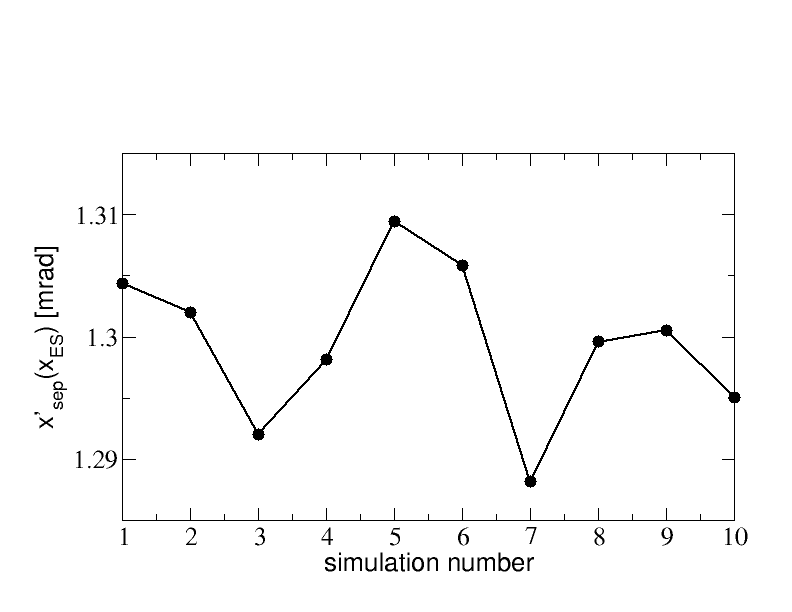 1.31
1.3
1.29
x'sep(xES) [mrad]
1 2 3 4 5 6 7 8 9 10
simulation number